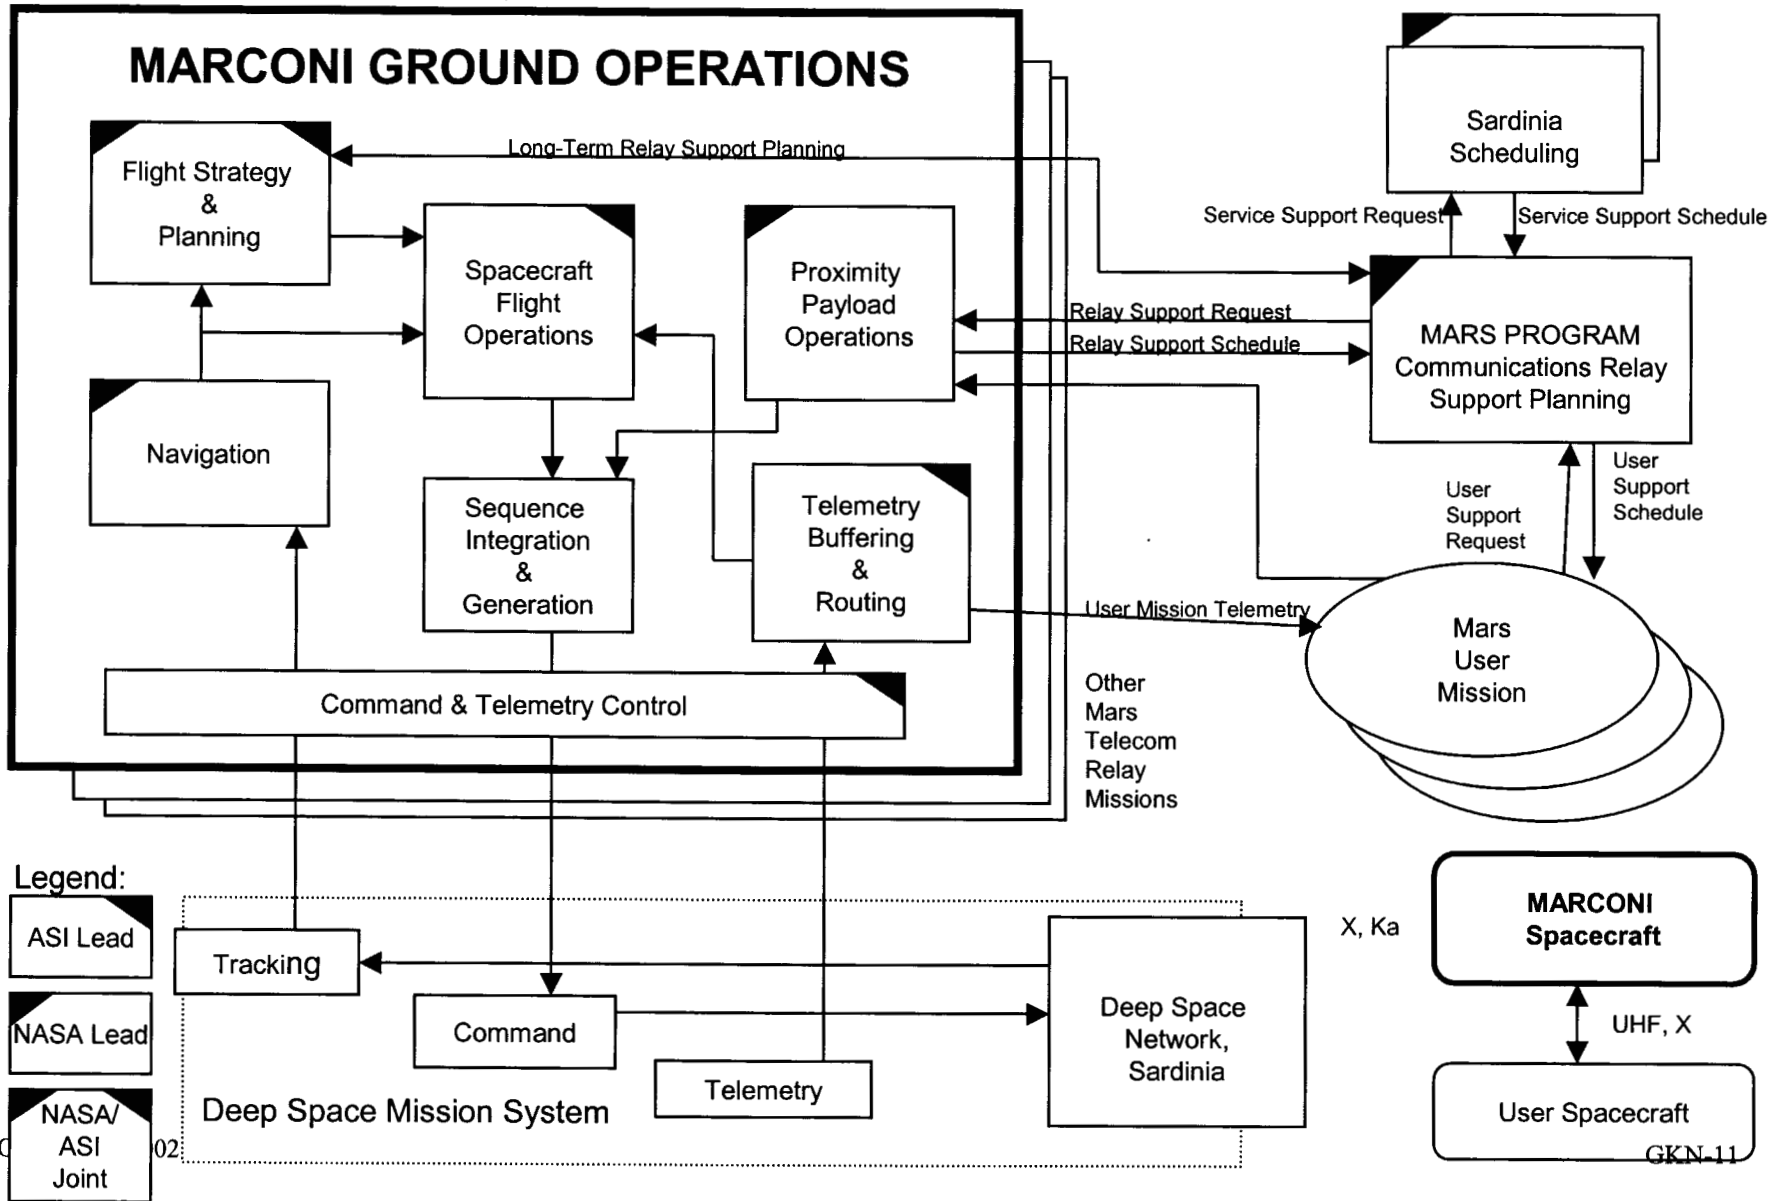 MARCONI GROUND OPERATIONS
Flight Strategy
&
Planning
Long-Term Relay Support Planning
Spacecraft
Flight
Operations
Proximity
Payload
Operations
Navigation
Sequence
Integration
&
Generation
Telemetry
Buffering
&
Routing
Command & Telemetry Control
Sardinia
Scheduling
Service Support Request
Service Support Schedule
Relay Support Request
Relay Support Schedule
MARS PROGRAM
Communications Relay
Support Planning
User
Support
Request
User
Support
Schedule
User Mission Telemetry
Mars
User
Mission
Other
Mars
Telecom
Relay
Missions
Legend:
ASI Lead
NASA Lead
NASA/
ASI
Joint
Tracking
Command
Telemetry
Deep Space Mission System
Deep Space
Network,
Sardinia
X, Ka
MARCONI
Spacecraft
UHF, X
User Spacecraft
02
GKN-11